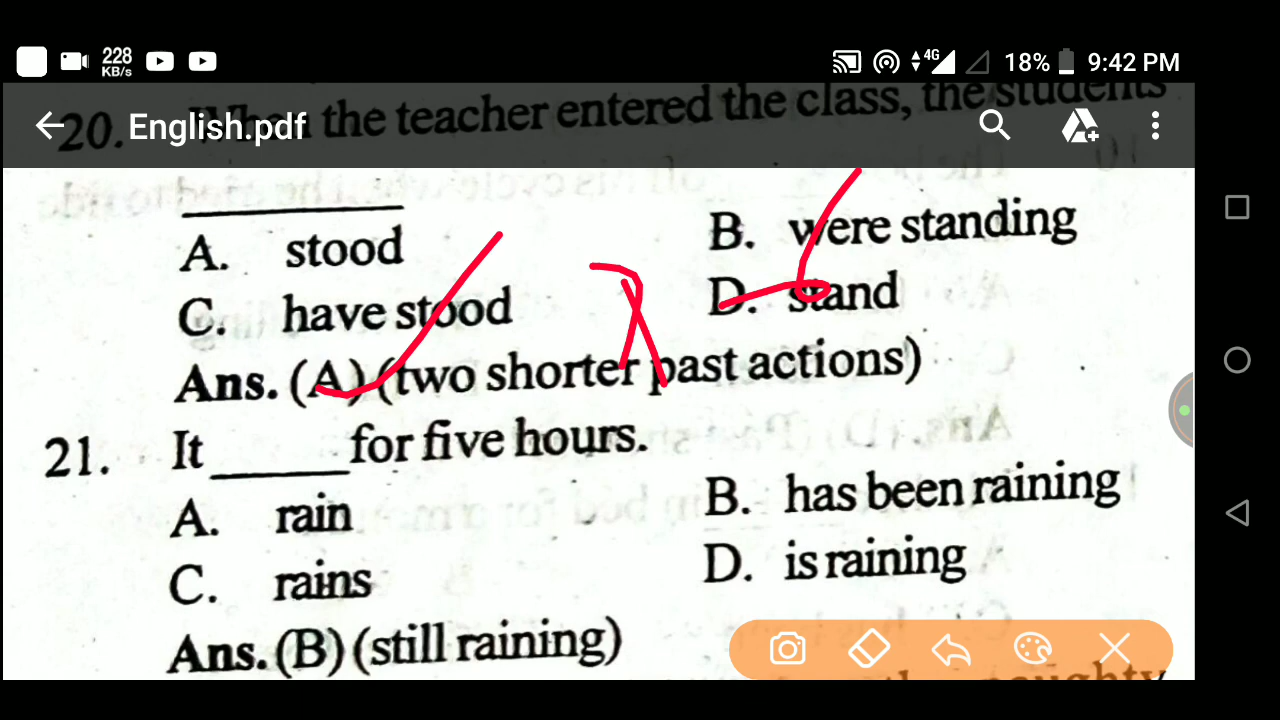 228
KB/s
4G
18%
9:42 PM
20. When the teacher entered the class, the students
English.pdf
A. stood
B. were standing
C. have stood
D. stand
Ans. (A) (two shorter past actions)
21. It ______ for five hours.
A. rain
B. has been raining
C. rains
D. is raining
Ans. (B) (still raining)